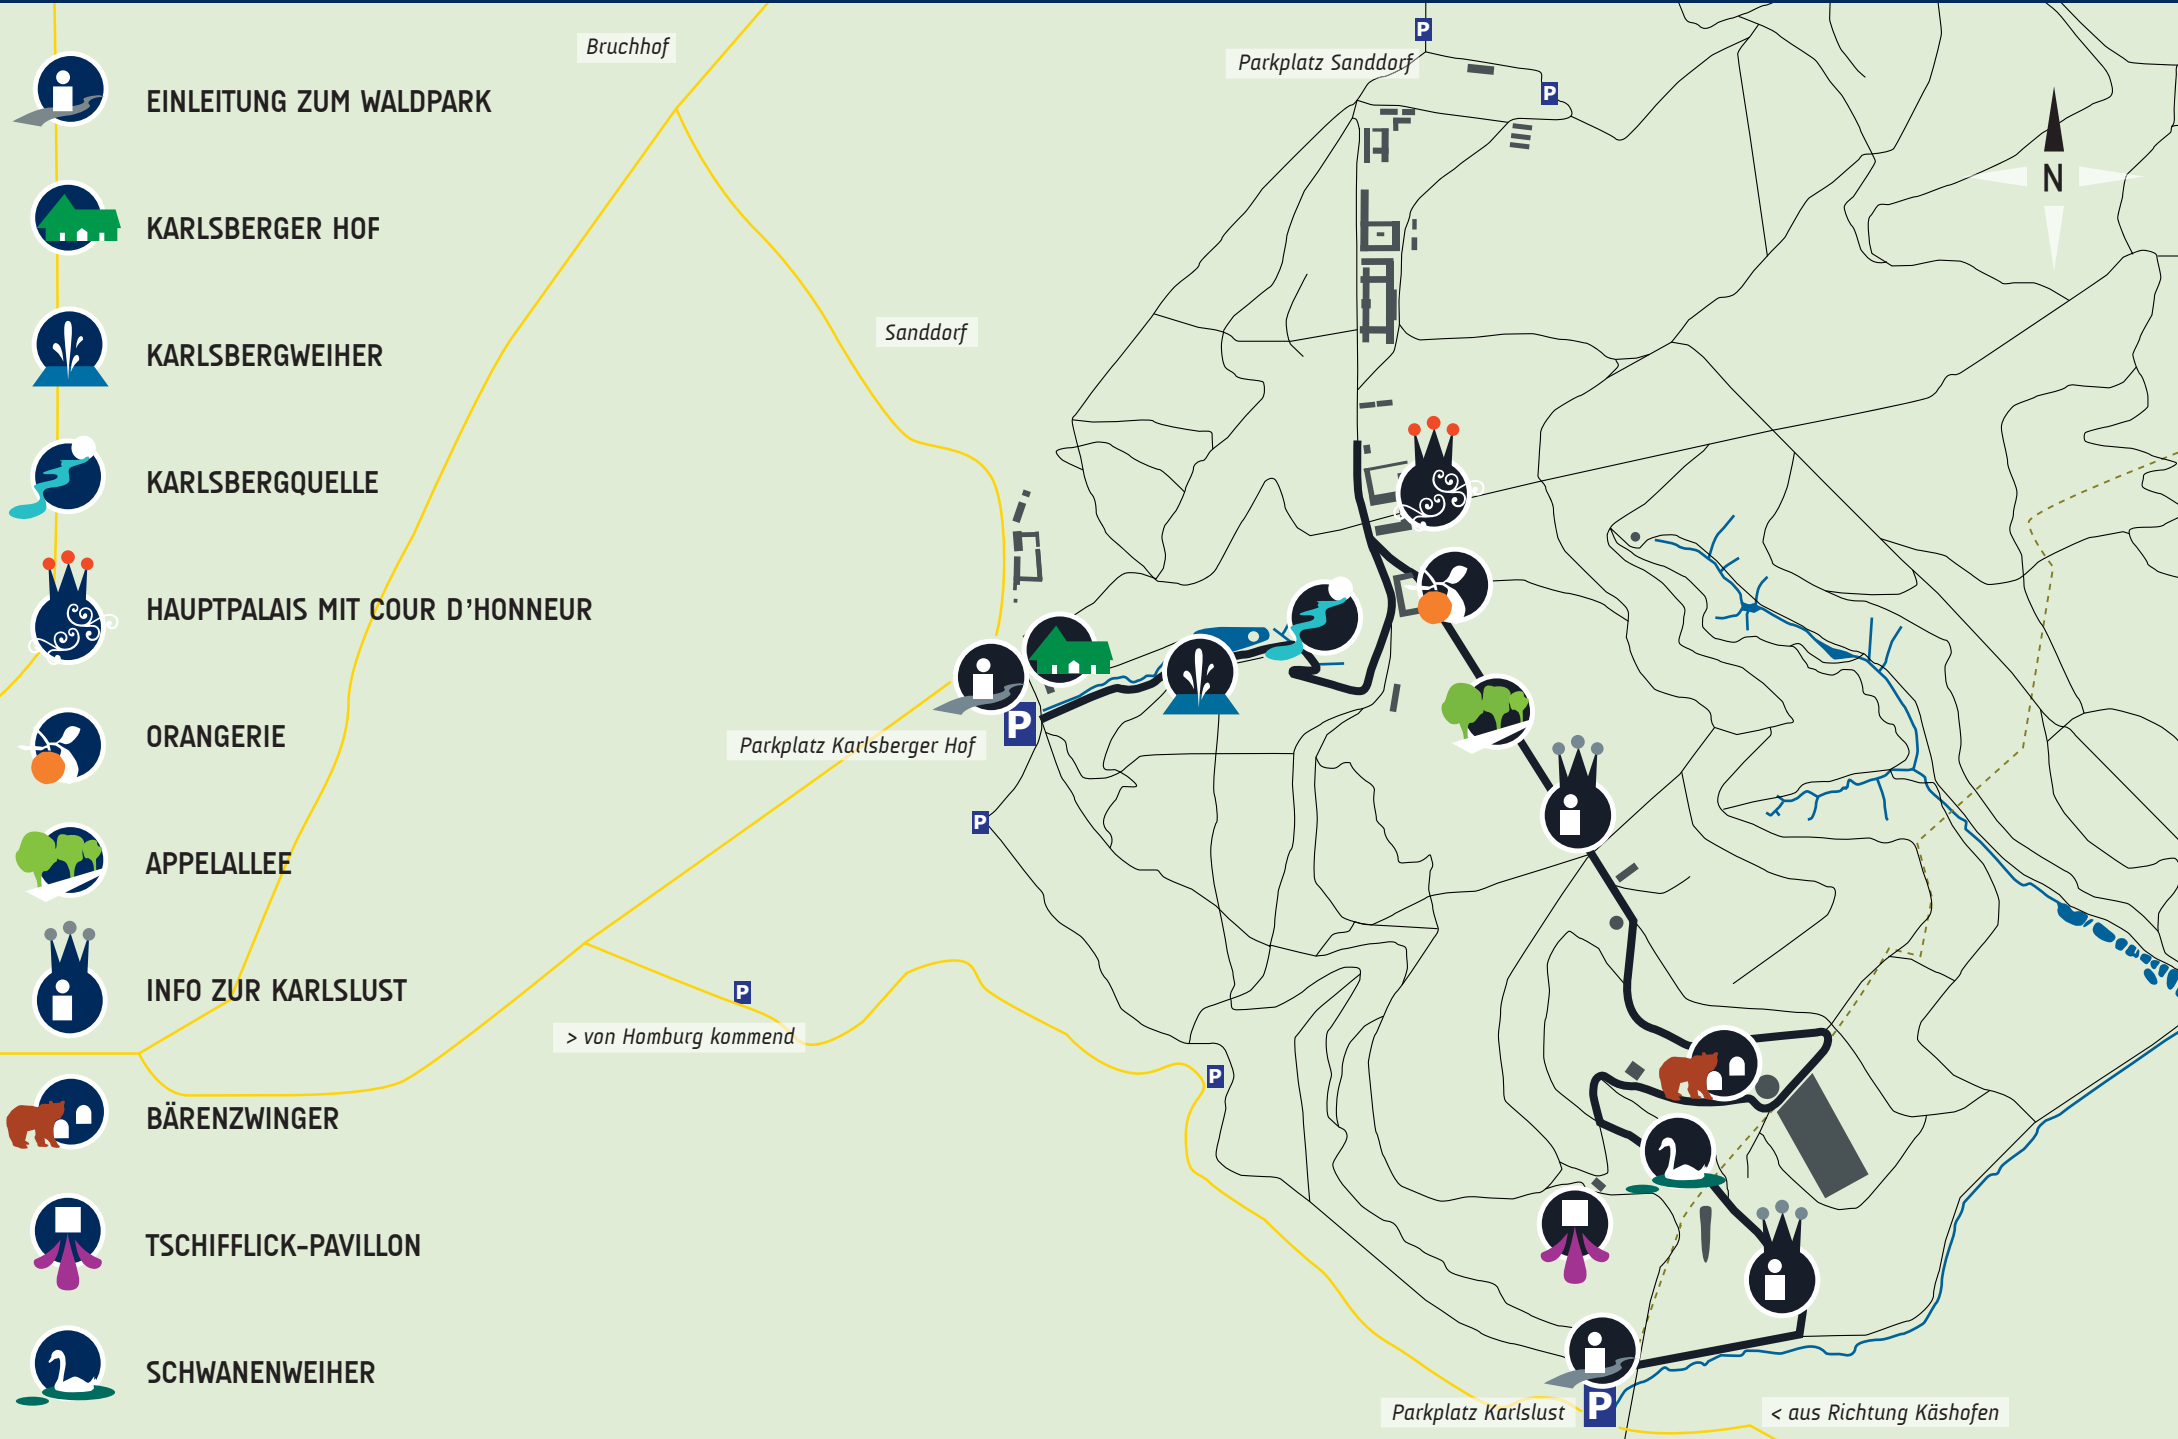 Bruchhof
P
Parkplatz Sanddorf
P
EINLEITUNG ZUM WALDPARK
N
KARLSBERGER HOF
Sanddorf
KARLSBERGWEIHER
KARLSBERGQUELLE
HAUPTPALAIS MIT COUR D'HONNEUR
ORANGERIE
P
Parkplatz Karlsberger Hof
P
APPELALLEE
INFO ZUR KARLSLUST
P
> von Homburg kommend
P
BÄRENZWINGER
TSCHIFFLICK-PAVILLON
SCHWANENWEIHER
Parkplatz Karlslust
P
< aus Richtung Käshofen